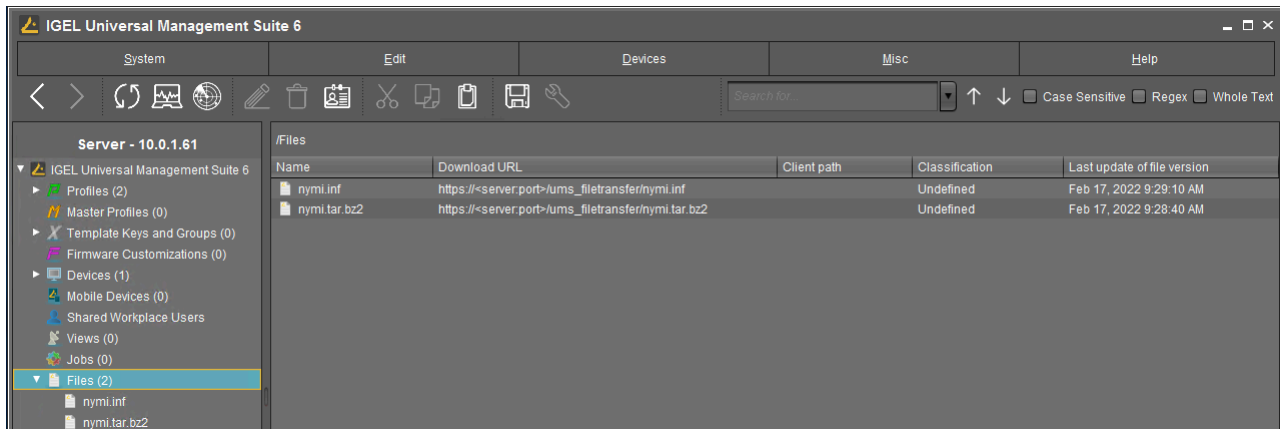 IGEL Universal Management Suite 6
System Edit Devices Misc Help
Search for... Case Sensitive Regex Whole Text
Server - 10.0.1.61
/Files
IGEL Universal Management Suite 6
Profiles (2)
Master Profiles (0)
Template Keys and Groups (0)
Firmware Customizations (0)
Devices (1)
Mobile Devices (0)
Shared Workplace Users
Views (0)
Jobs (0)
Files (2)
nymi.inf
nymi.tar.bz2
Name Download URL Client path Classification Last update of file version
nymi.inf https://<server:port>/ums_filetransfer/nymi.inf Undefined Feb 17, 2022 9:29:10 AM
nymi.tar.bz2 https://<server:port>/ums_filetransfer/nymi.tar.bz2 Undefined Feb 17, 2022 9:28:40 AM